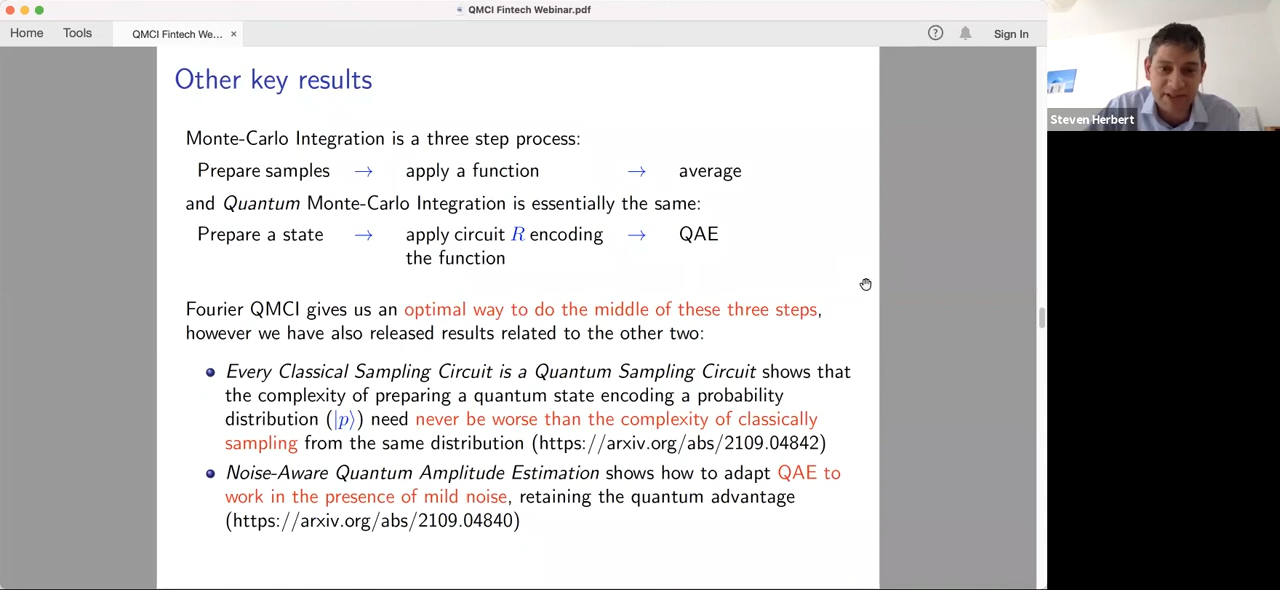 QMCI Fintech Webinar.pdf
Home Tools QMCI Fintech We... × Sign In
Steven Herbert
Other key results
Monte-Carlo Integration is a three step process:
Prepare samples → apply a function → average
and Quantum Monte-Carlo Integration is essentially the same:
Prepare a state → apply circuit R encoding → QAE
the function
Fourier QMCI gives us an optimal way to do the middle of these three steps,
however we have also released results related to the other two:
Every Classical Sampling Circuit is a Quantum Sampling Circuit shows that
the complexity of preparing a quantum state encoding a probability
distribution (|p⟩) need never be worse than the complexity of classically
sampling from the same distribution (https://arxiv.org/abs/2109.04842)
Noise-Aware Quantum Amplitude Estimation shows how to adapt QAE to
work in the presence of mild noise, retaining the quantum advantage
(https://arxiv.org/abs/2109.04840)